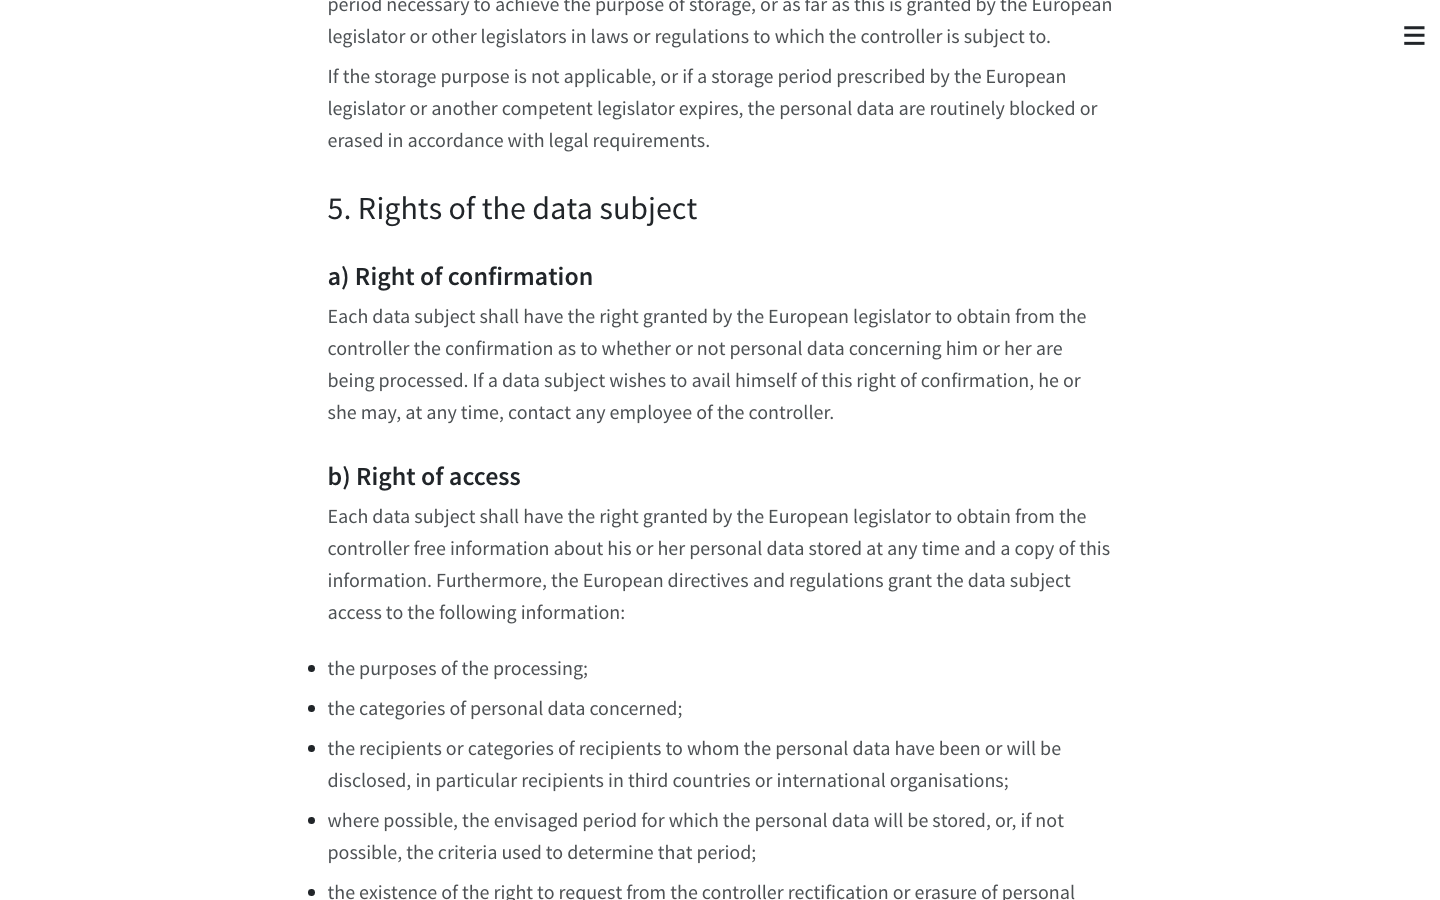 period necessary to achieve the purpose of storage, or as far as this is granted by the European
legislator or other legislators in laws or regulations to which the controller is subject to.
If the storage purpose is not applicable, or if a storage period prescribed by the European
legislator or another competent legislator expires, the personal data are routinely blocked or
erased in accordance with legal requirements.
5. Rights of the data subject
a) Right of confirmation
Each data subject shall have the right granted by the European legislator to obtain from the
controller the confirmation as to whether or not personal data concerning him or her are
being processed. If a data subject wishes to avail himself of this right of confirmation, he or
she may, at any time, contact any employee of the controller.
b) Right of access
Each data subject shall have the right granted by the European legislator to obtain from the
controller free information about his or her personal data stored at any time and a copy of this
information. Furthermore, the European directives and regulations grant the data subject
access to the following information:
the purposes of the processing;
the categories of personal data concerned;
the recipients or categories of recipients to whom the personal data have been or will be
disclosed, in particular recipients in third countries or international organisations;
where possible, the envisaged period for which the personal data will be stored, or, if not
possible, the criteria used to determine that period;
the existence of the right to request from the controller rectification or erasure of personal